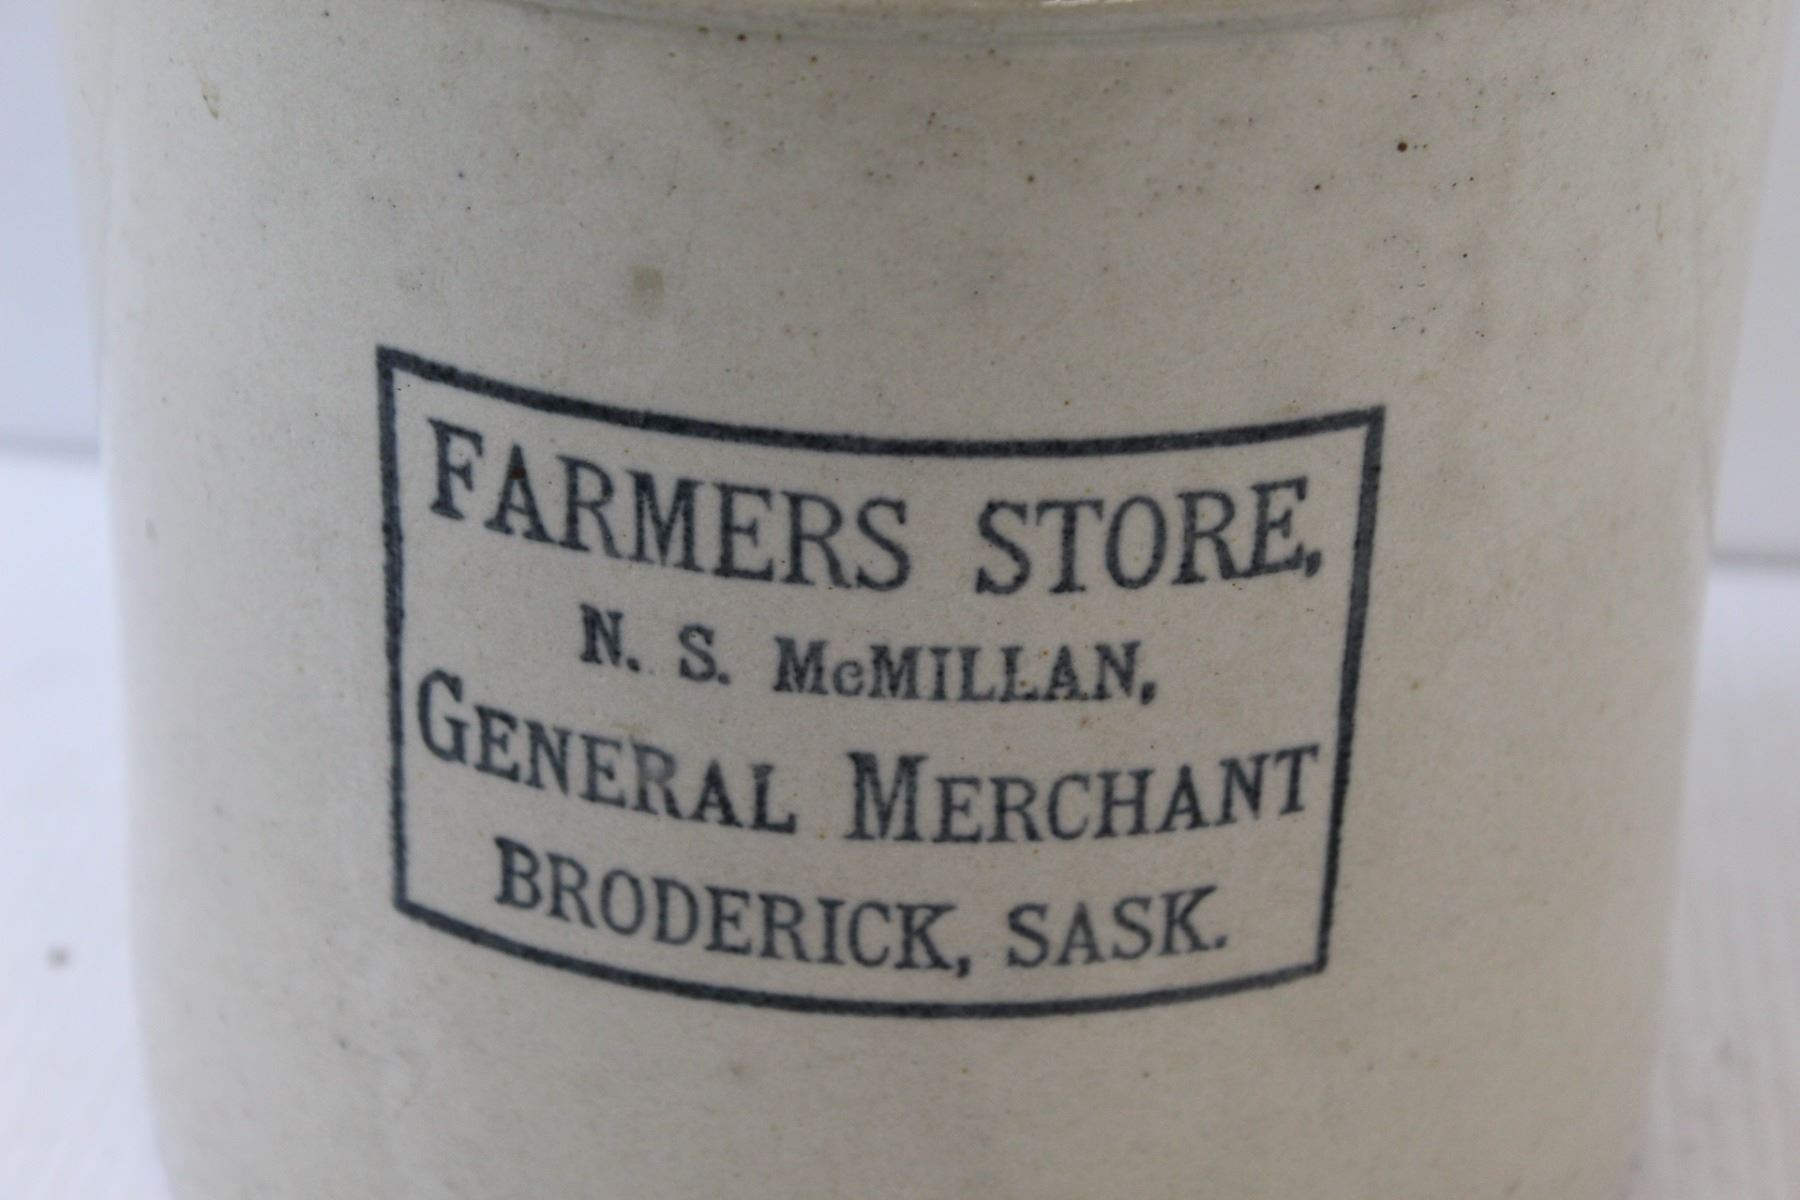 FARMERS STORE,
N. S. McMILLAN,
GENERAL MERCHANT
BRODERICK, SASK.